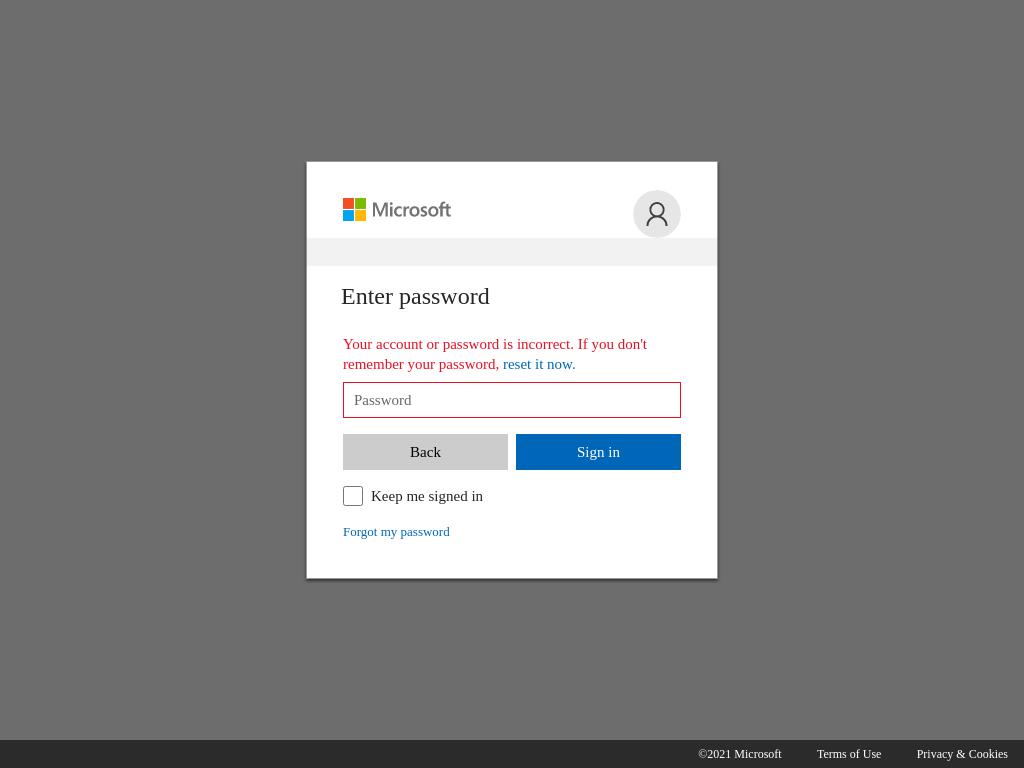 Microsoft
Enter password
Your account or password is incorrect. If you don't
remember your password, reset it now.
Password
Back
Sign in
Keep me signed in
Forgot my password
©2021 Microsoft
Terms of Use
Privacy & Cookies